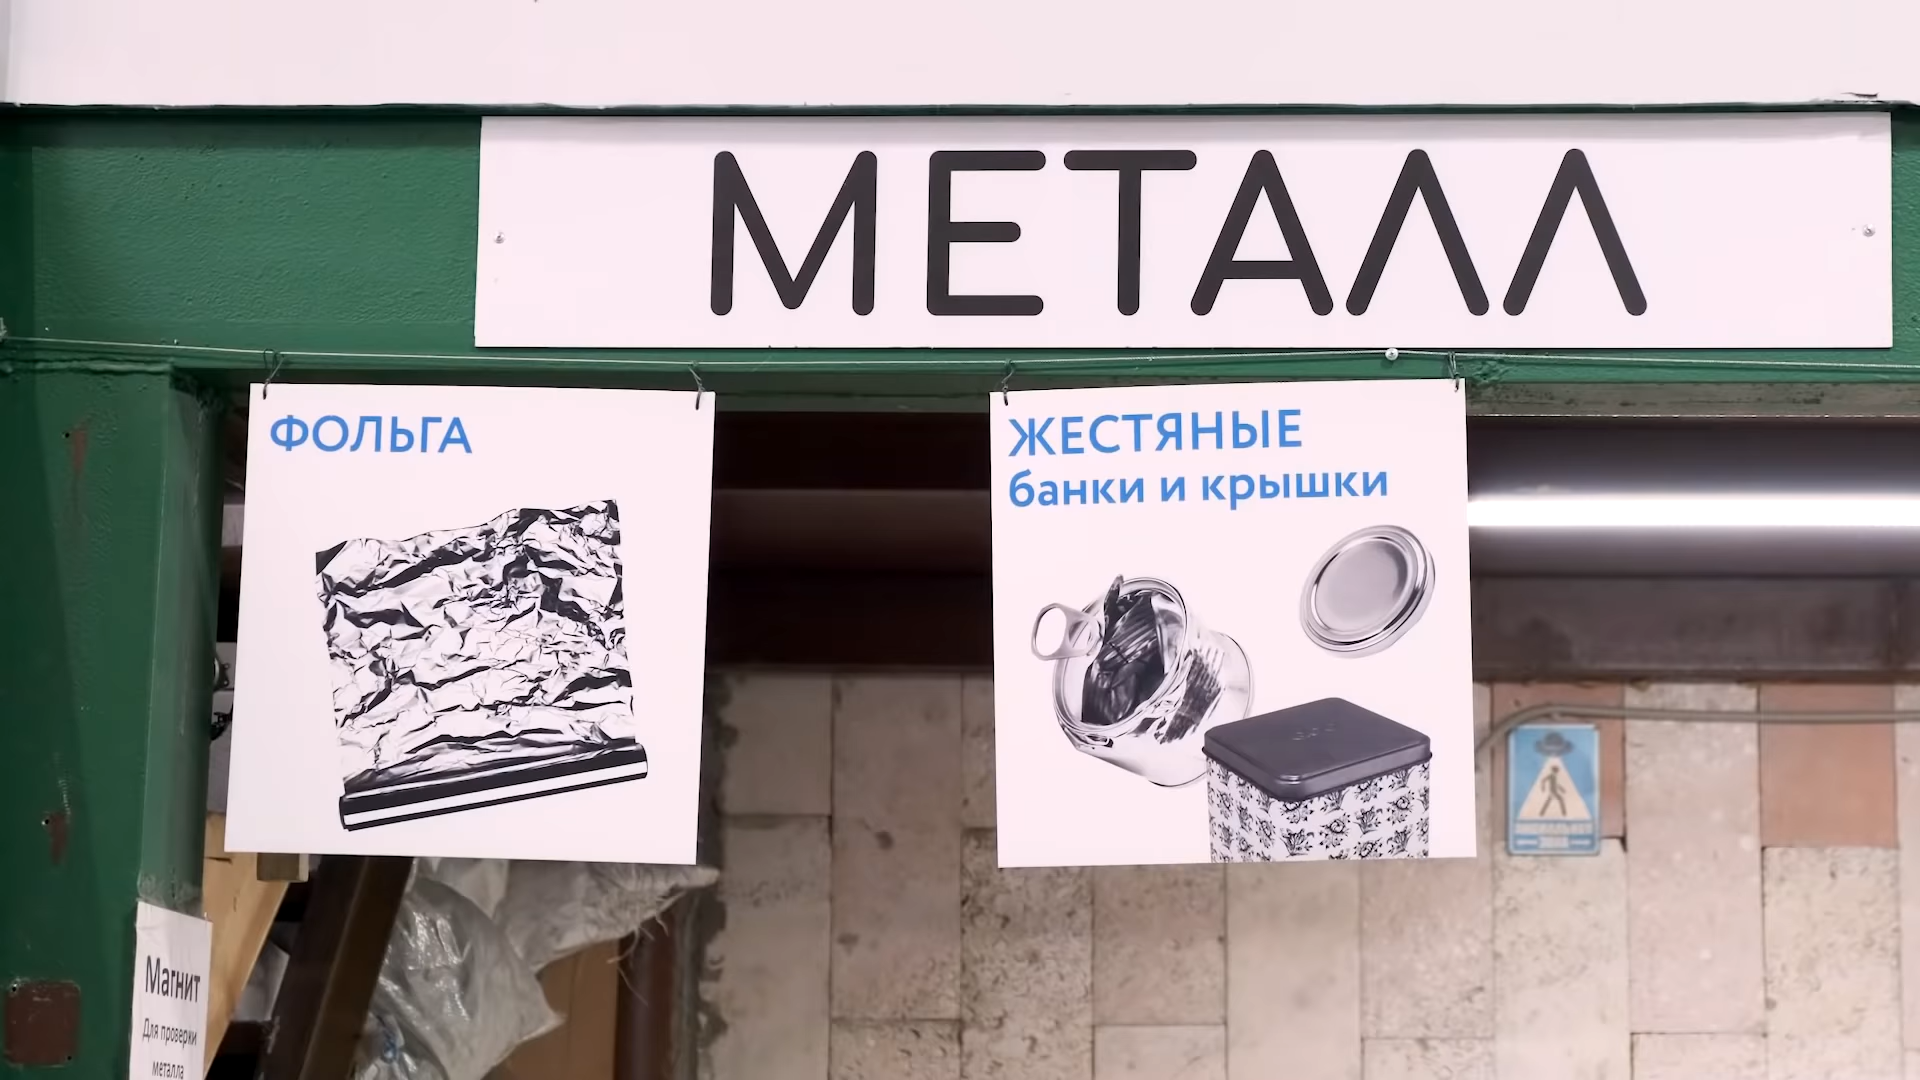 МЕТАЛЛ
ФОЛЬГА
ЖЕСТЯНЫЕ
банки и крышки
Магнит
Для проверки
металла